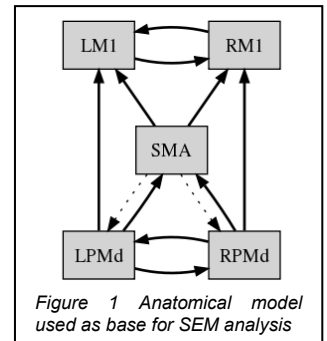 LM1 RM1
SMA
LPMd RPMd
Figure 1 Anatomical model
used as base for SEM analysis